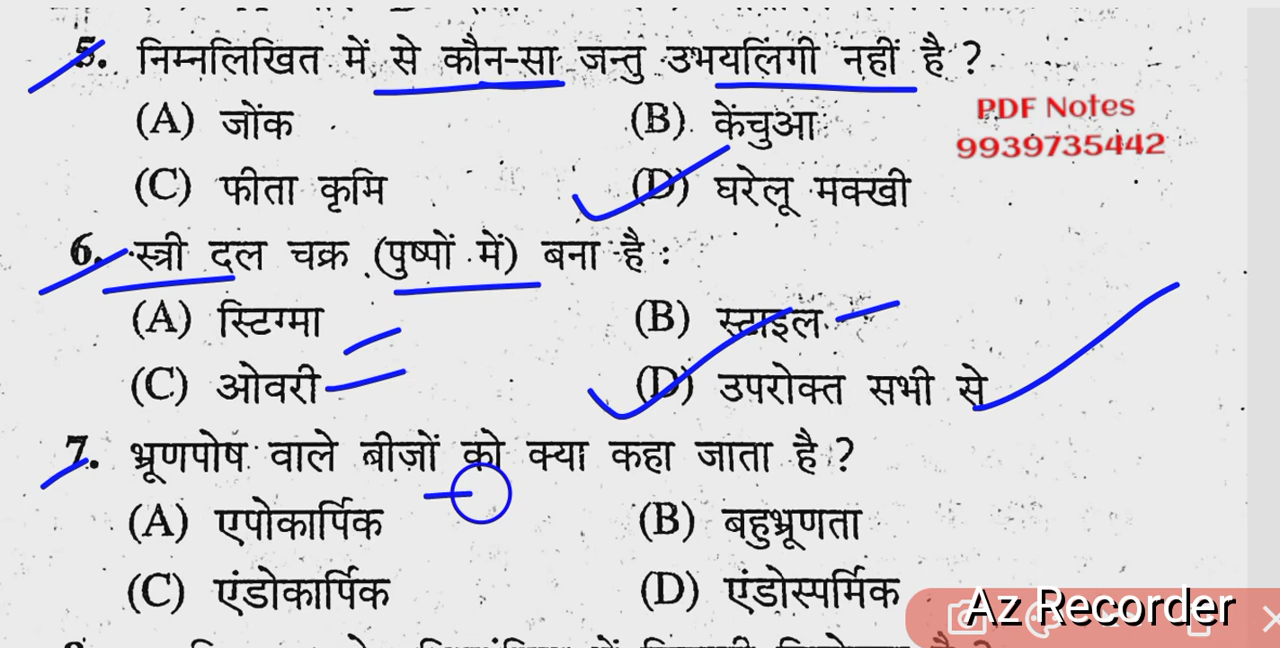 5. निम्नलिखित में से कौन-सा जन्तु उभयलिंगी नहीं है ?
(A) जोंक (B) केंचुआ
PDF Notes
9939735442
(C) फीता कृमि (D) घरेलू मक्खी
6. स्त्री दल चक्र (पुष्पों में) बना है :
(A) स्टिग्मा (B) स्टाइल
(C) ओवरी (D) उपरोक्त सभी से
7. भ्रूणपोष वाले बीज़ों को क्या कहा जाता है ?
(A) एपोकार्पिक (B) बहुभ्रूणता
(C) एंडोकार्पिक (D) एंडोस्पर्मिक
Az Recorder